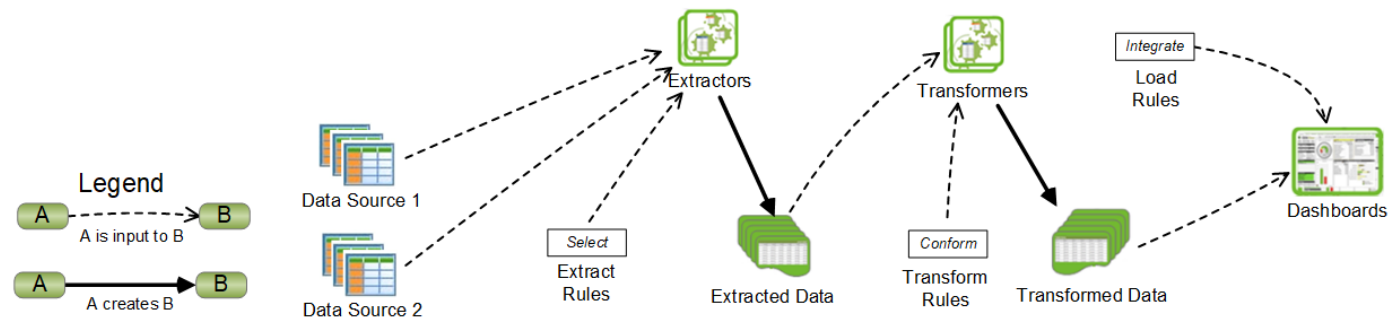 Legend
A
B
A is input to B
A
B
A creates B
Data Source 1
Data Source 2
Select
Extract
Rules
Extractors
Extracted Data
Transformers
Conform
Transform
Rules
Transformed Data
Integrate
Load
Rules
Dashboards